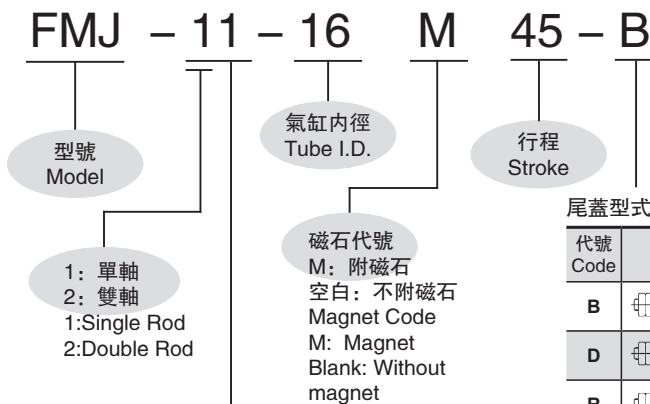 FMJ – 11 – 16 M 45 – B
型號
Model
氣缸内徑
Tube I.D.
行程
Stroke
1：單軸
2：雙軸
1:Single Rod
2:Double Rod
磁石代號
M：附磁石
空白：不附磁石
Magnet Code
M: Magnet
Blank: Without
magnet
尾蓋型式
代號
Code
B
D